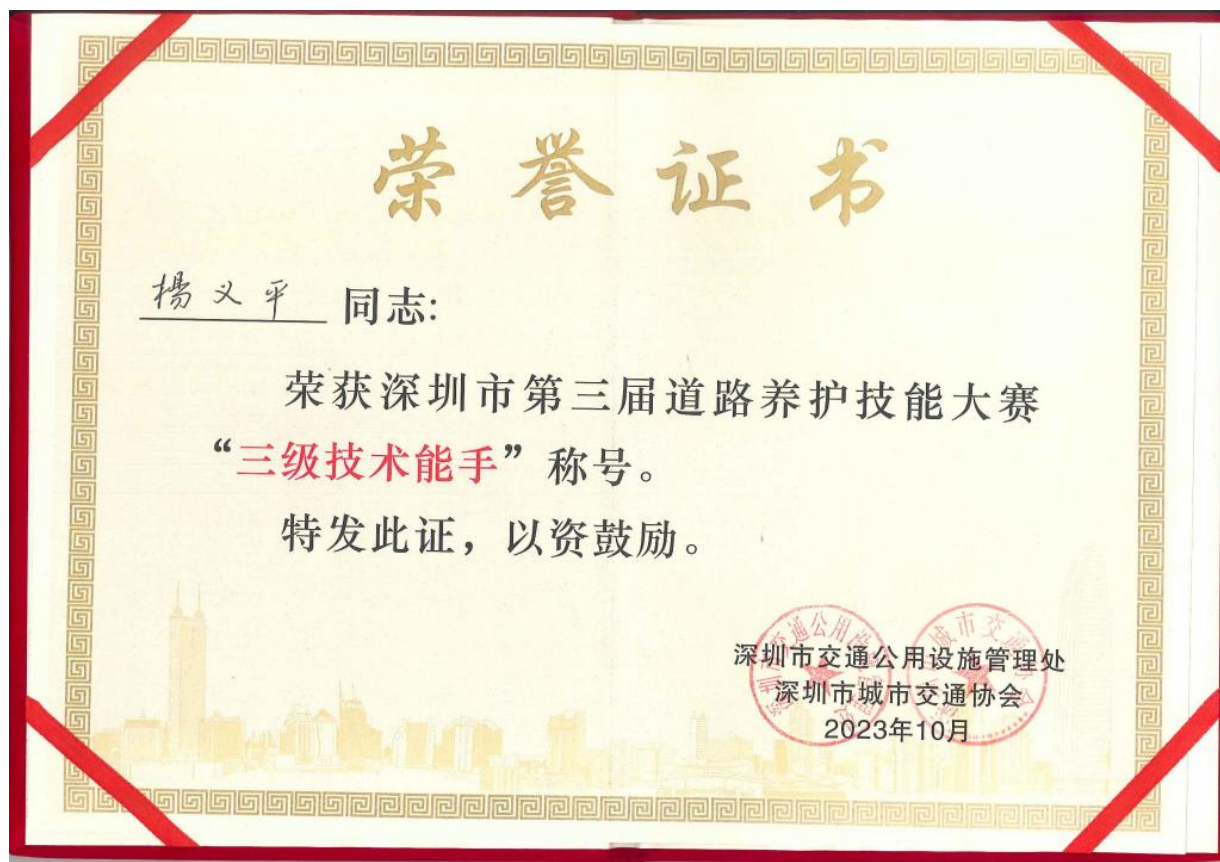 荣誉证书
楊义平 同志:
荣获深圳市第三届道路养护技能大赛
“三级技术能手”称号。
特发此证，以资鼓励。
深圳市交通公用设施管理处
深圳市城市交通协会
2023年10月